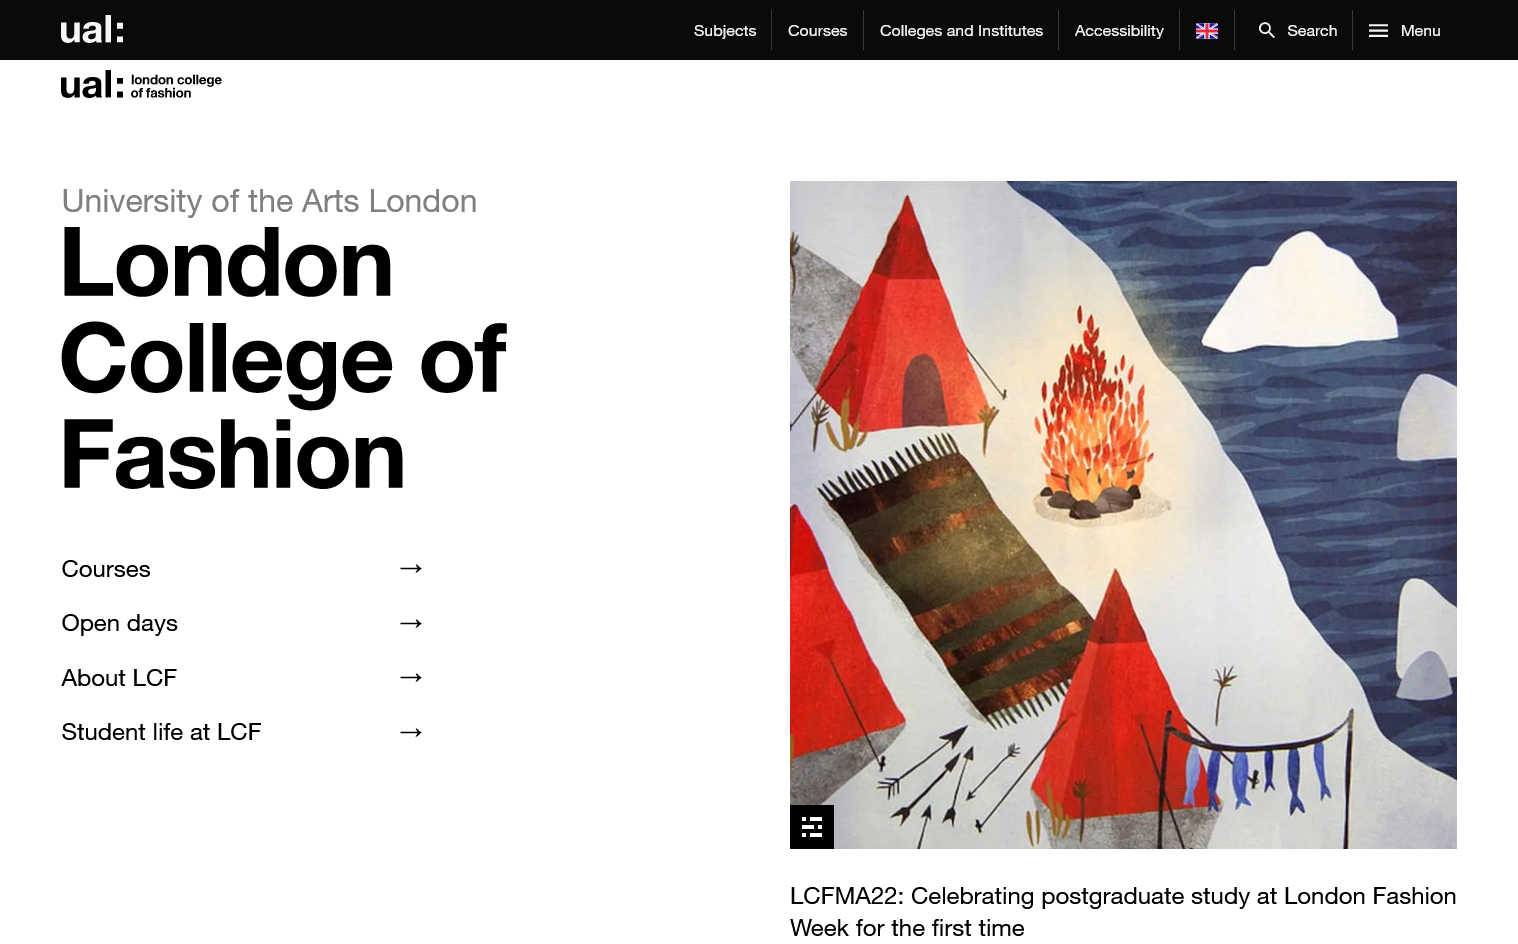 ual:
Subjects
Courses
Colleges and Institutes
Accessibility
Search
Menu
ual: london college
of fashion
University of the Arts London
London
College of
Fashion
Courses →
Open days →
About LCF →
Student life at LCF →
LCFMA22: Celebrating postgraduate study at London Fashion
Week for the first time